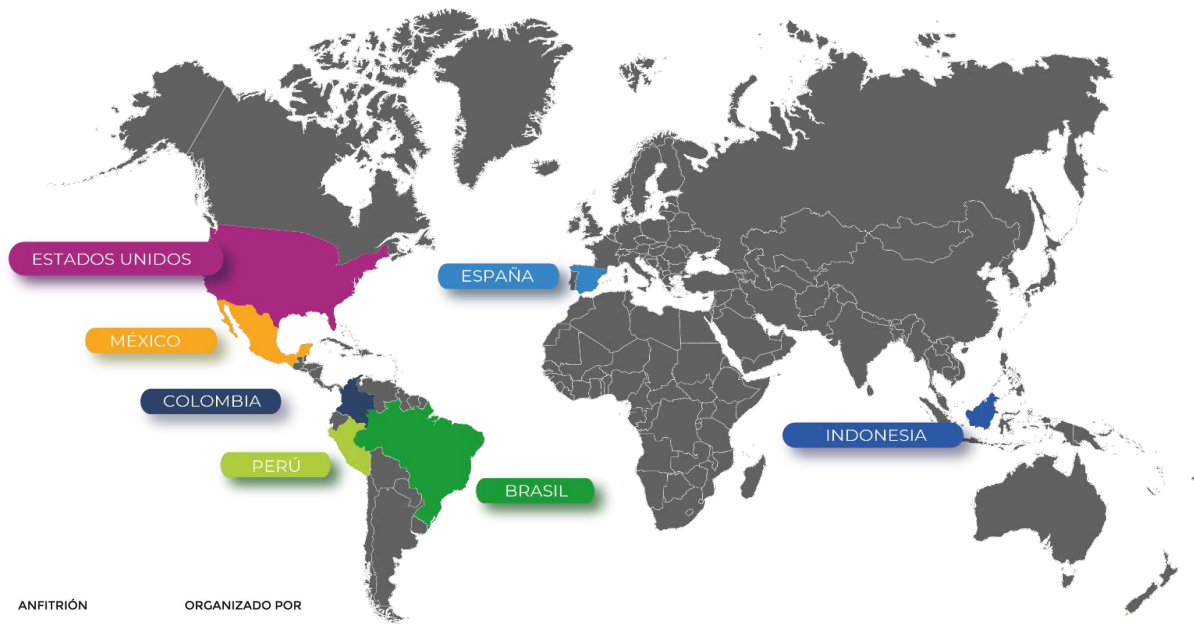 ESTADOS UNIDOS
ESPAÑA
MÉXICO
COLOMBIA
INDONESIA
PERÚ
BRASIL
ANFITRIÓN
ORGANIZADO POR